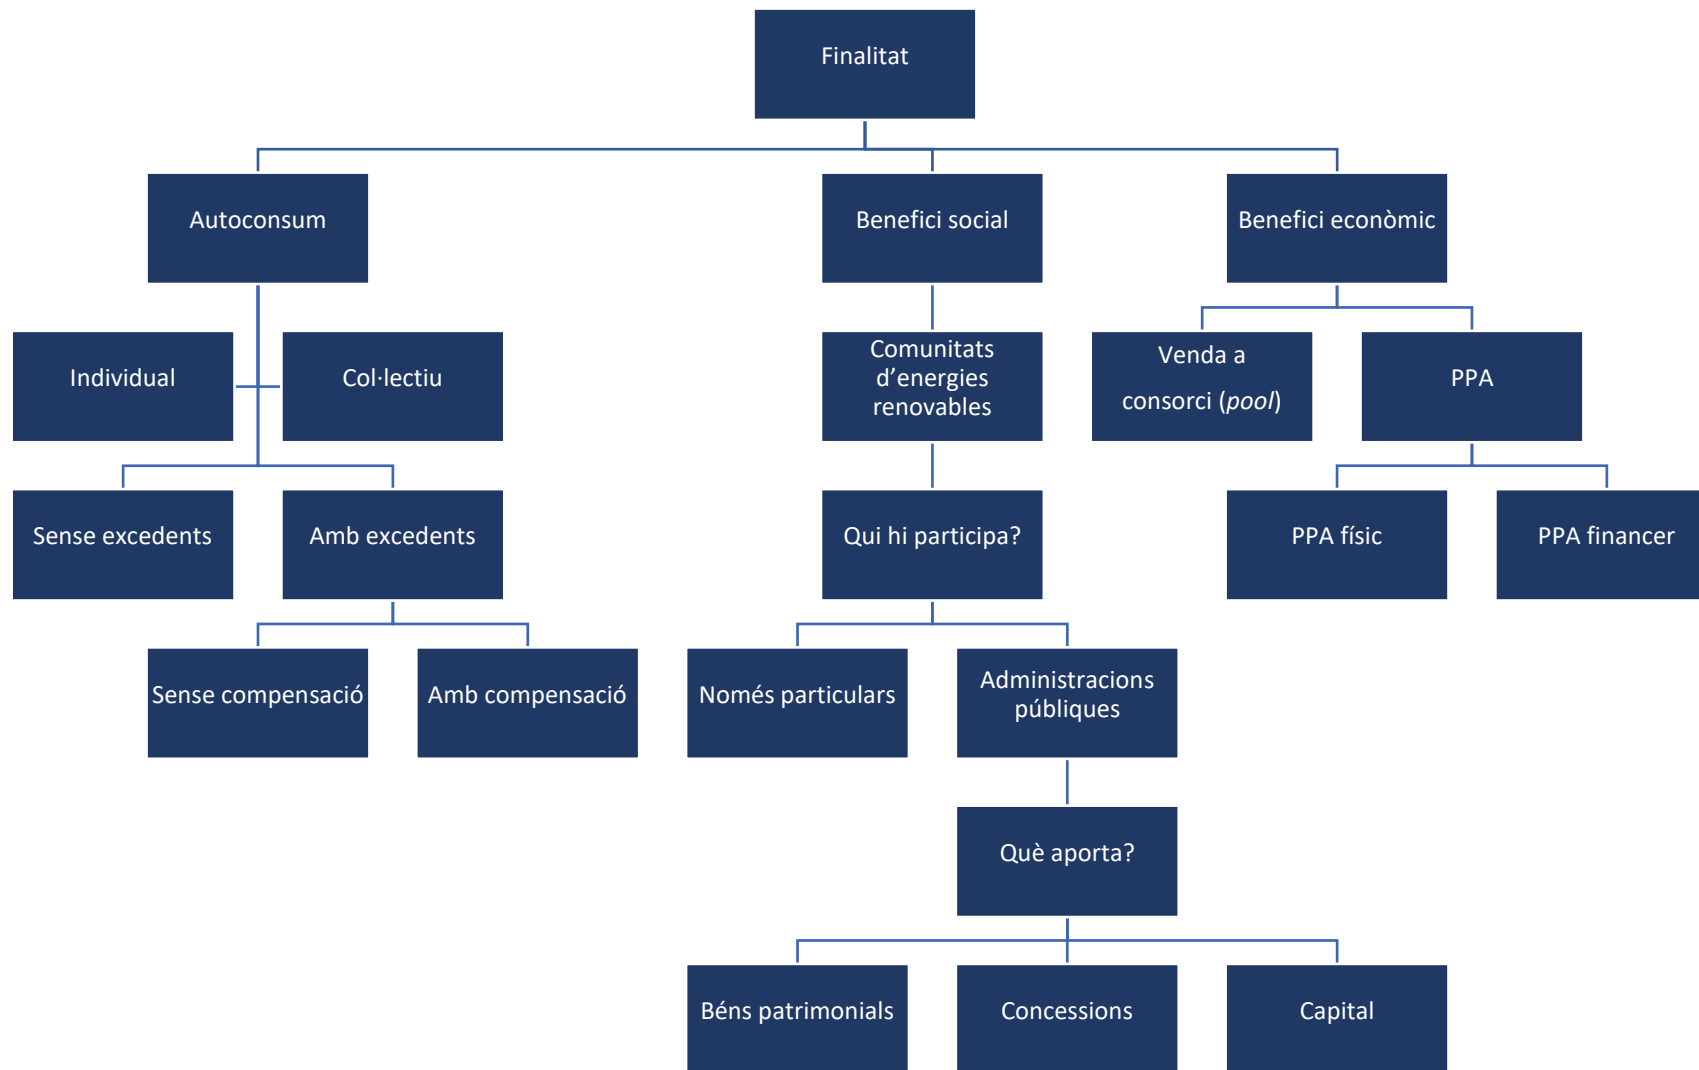 Finalitat
Autoconsum
Benefici social
Benefici econòmic
Individual
Col·lectiu
Comunitats
d’energies
renovables
Venda a
consorci (pool)
PPA
Sense excedents
Amb excedents
Qui hi participa?
PPA físic
PPA financer
Sense compensació
Amb compensació
Només particulars
Administracions
públiques
Què aporta?
Béns patrimonials
Concessions
Capital